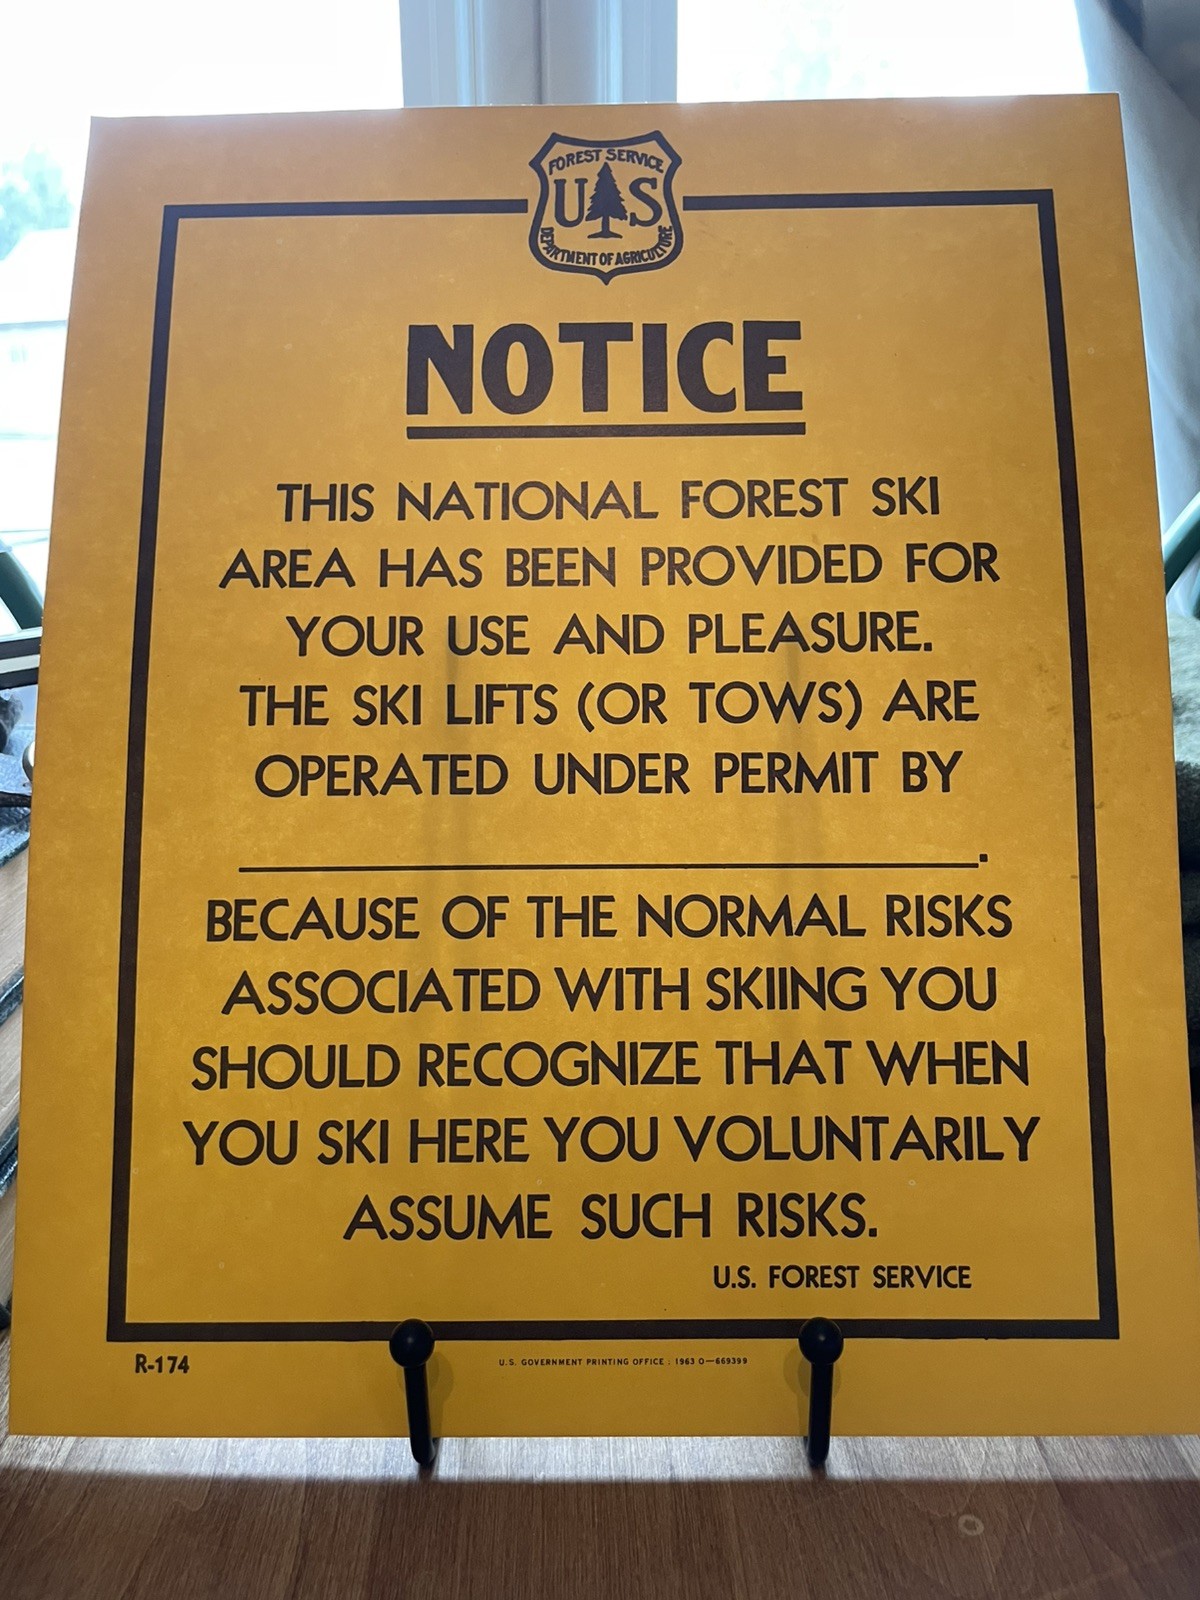 FOREST SERVICE
U S
DEPARTMENT OF AGRICULTURE
NOTICE
THIS NATIONAL FOREST SKI
AREA HAS BEEN PROVIDED FOR
YOUR USE AND PLEASURE.
THE SKI LIFTS (OR TOWS) ARE
OPERATED UNDER PERMIT BY
.
BECAUSE OF THE NORMAL RISKS
ASSOCIATED WITH SKIING YOU
SHOULD RECOGNIZE THAT WHEN
YOU SKI HERE YOU VOLUNTARILY
ASSUME SUCH RISKS.
U.S. FOREST SERVICE
R-174
U.S. GOVERNMENT PRINTING OFFICE : 1963 O—669399